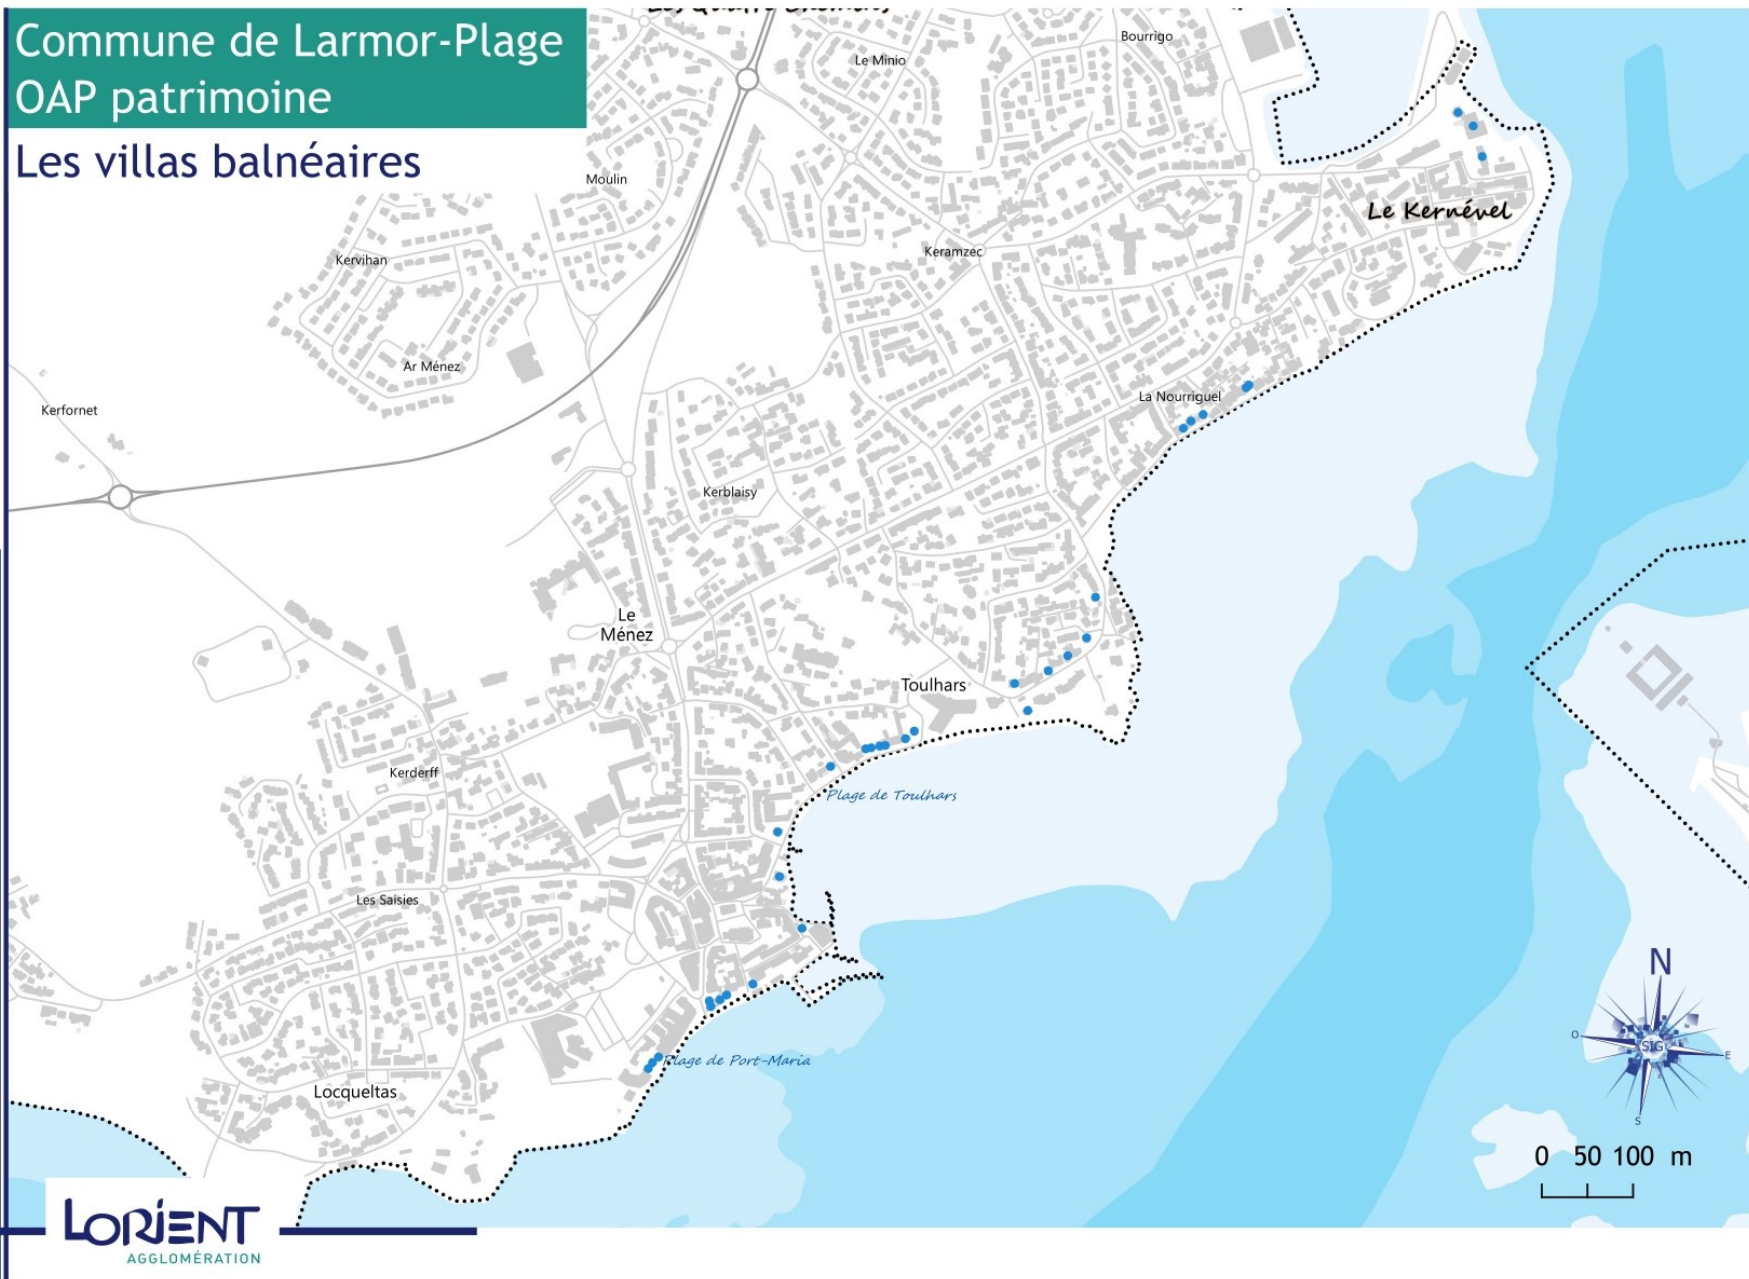 Commune de Larmor-Plage
OAP patrimoine
Les villas balnéaires
Bourrigo
Le Minio
Moulin
Le Kernével
Keramzec
Kervihan
Ar Ménez
La Nourriguel
Kerfornet
Kerblaisy
Le
Ménez
Toulhars
Kerderff
Plage de Toulhars
Les Saisies
Plage de Port-Maria
Locqueltas
N
O
SIG
E
S
0 50 100 m
LORIENT
AGGLOMÉRATION